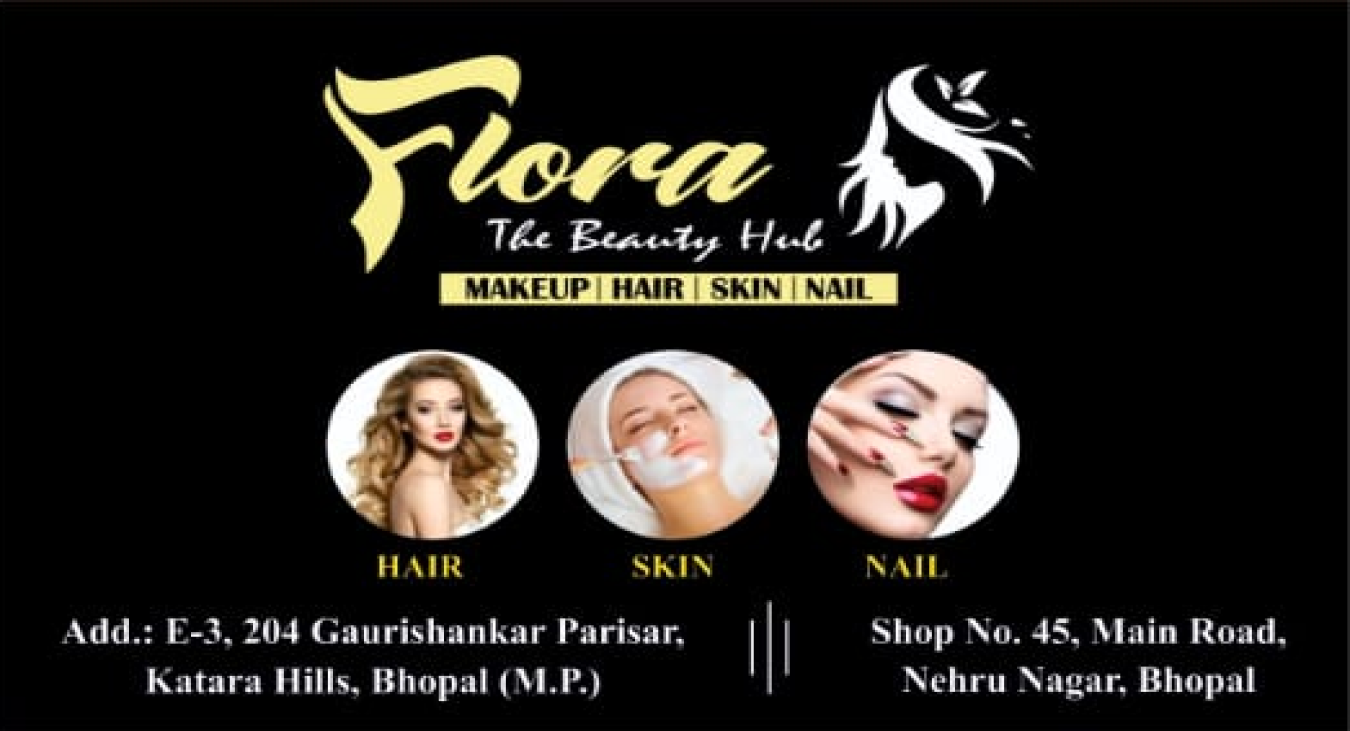 Flora
The Beauty Hub
MAKEUP | HAIR | SKIN | NAIL
HAIR
SKIN
NAIL
Add.: E-3, 204 Gaurishankar Parisar,
Katara Hills, Bhopal (M.P.)
Shop No. 45, Main Road,
Nehru Nagar, Bhopal